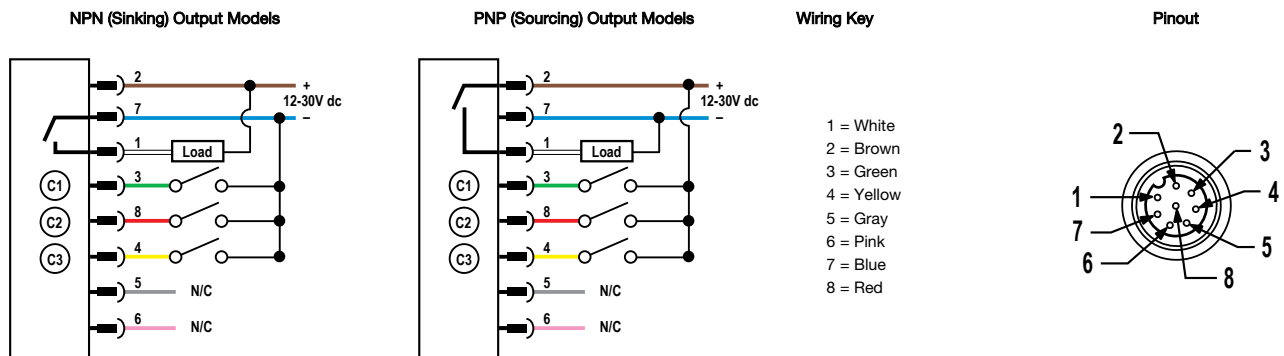 NPN (Sinking) Output Models
2
+
12-30V dc
7
–
1
Load
C1
3
C2
8
C3
4
5
N/C
6
N/C
PNP (Sourcing) Output Models
2
+
12-30V dc
7
–
1
Load
C1
3
C2
8
C3
4
5
N/C
6
N/C
Wiring Key
1 = White
2 = Brown
3 = Green
4 = Yellow
5 = Gray
6 = Pink
7 = Blue
8 = Red
Pinout
2
3
1
4
7
5
6
8